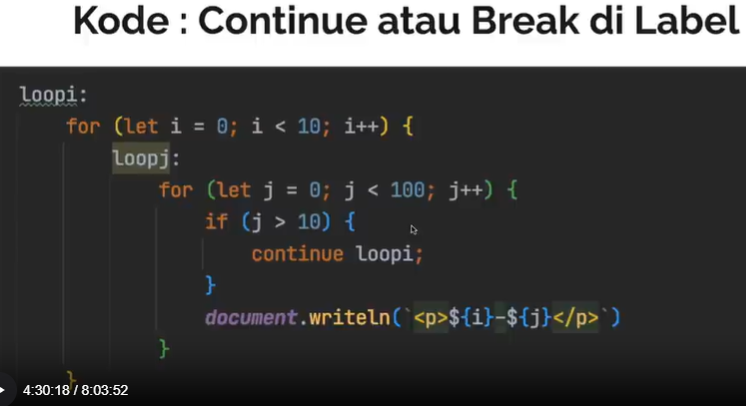 Kode : Continue atau Break di Label
loopi:
for (let i = 0; i < 10; i++) {
loopj:
for (let j = 0; j < 100; j++) {
if (j > 10) {
continue loopi;
}
document.writeln(`<p>${i}-${j}</p>`)
}
}
4:30:18 / 8:03:52